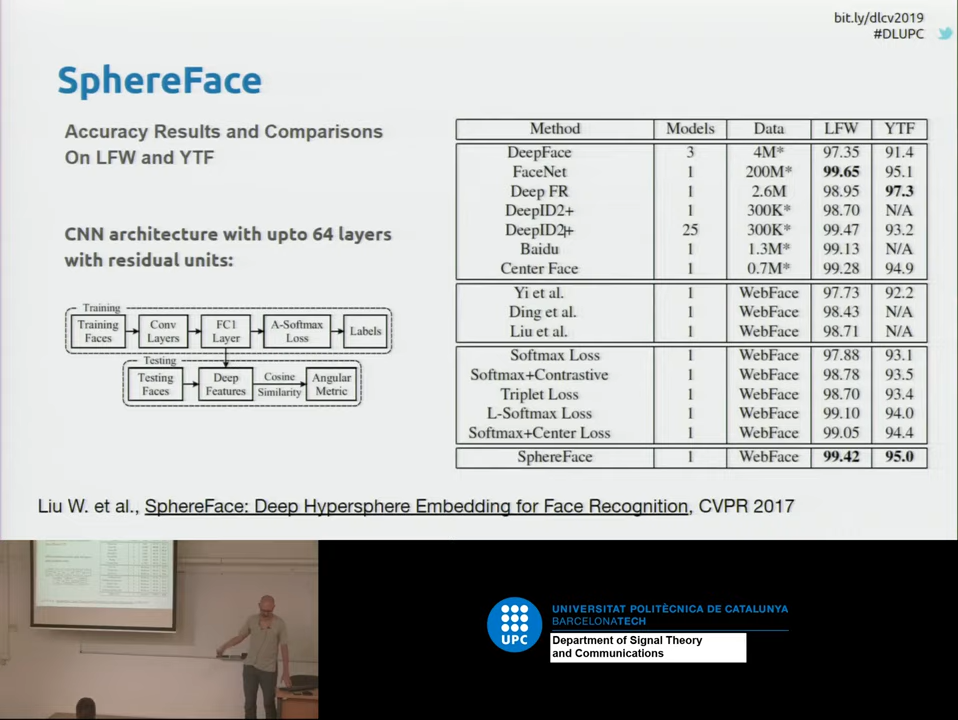 bit.ly/dlcv2019
#DLUPC
SphereFace
Accuracy Results and Comparisons
On LFW and YTF
CNN architecture with upto 64 layers
with residual units:
Training
Training Faces
Conv Layers
FC1 Layer
A-Softmax Loss
Labels
Testing
Testing Faces
Deep Features
Cosine Similarity
Angular Metric
Method Models Data LFW YTF
DeepFace 3 4M* 97.35 91.4
FaceNet 1 200M* 99.65 95.1
Deep FR 1 2.6M 98.95 97.3
DeepID2+ 1 300K* 98.70 N/A
DeepID2+ 25 300K* 99.47 93.2
Baidu 1 1.3M* 99.13 N/A
Center Face 1 0.7M* 99.28 94.9
Yi et al. 1 WebFace 97.73 92.2
Ding et al. 1 WebFace 98.43 N/A
Liu et al. 1 WebFace 98.71 N/A
Softmax Loss 1 WebFace 97.88 93.1
Softmax+Contrastive 1 WebFace 98.78 93.5
Triplet Loss 1 WebFace 98.70 93.4
L-Softmax Loss 1 WebFace 99.10 94.0
Softmax+Center Loss 1 WebFace 99.05 94.4
SphereFace 1 WebFace 99.42 95.0
Liu W. et al., SphereFace: Deep Hypersphere Embedding for Face Recognition, CVPR 2017
UPC
UNIVERSITAT POLITÈCNICA DE CATALUNYA
BARCELONATECH
Department of Signal Theory
and Communications